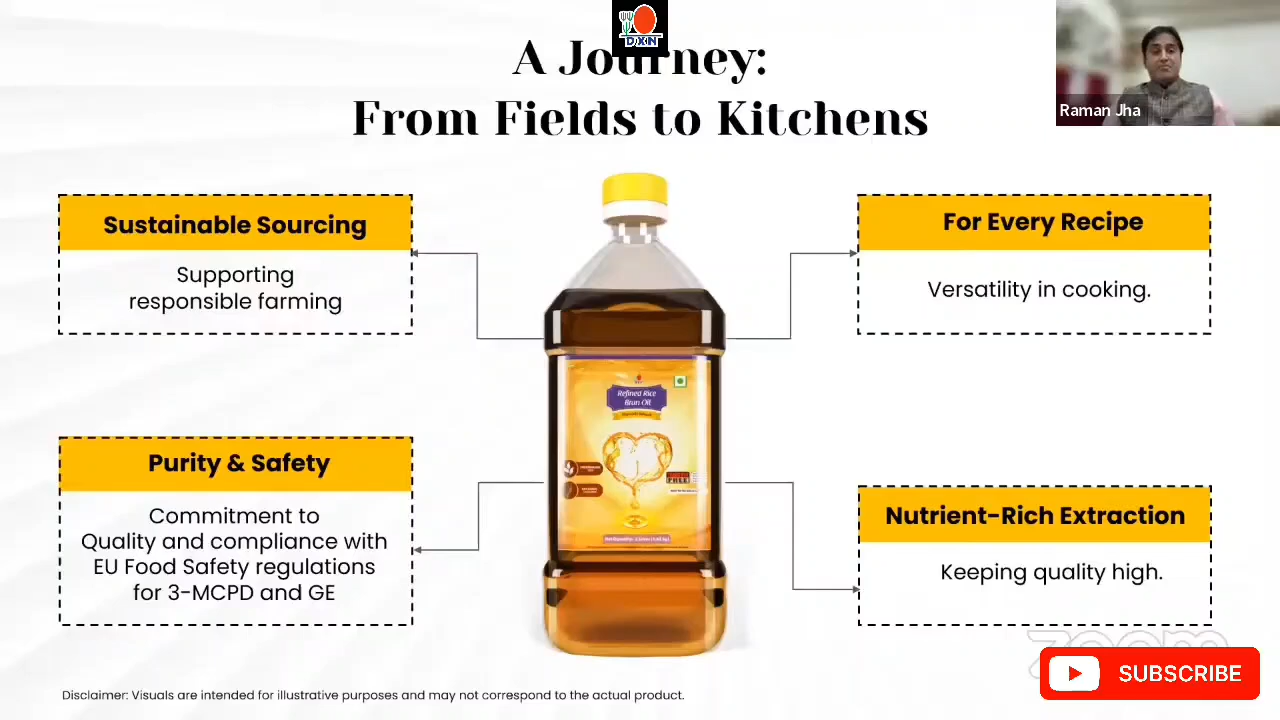 DXN
A Journey:
From Fields to Kitchens
Raman Jha
Sustainable Sourcing
Supporting
responsible farming
For Every Recipe
Versatility in cooking.
Refined Rice
Bran Oil
FREE
Purity & Safety
Commitment to
Quality and compliance with
EU Food Safety regulations
for 3-MCPD and GE
Nutrient-Rich Extraction
Keeping quality high.
zoom
SUBSCRIBE
Disclaimer: Visuals are intended for illustrative purposes and may not correspond to the actual product.